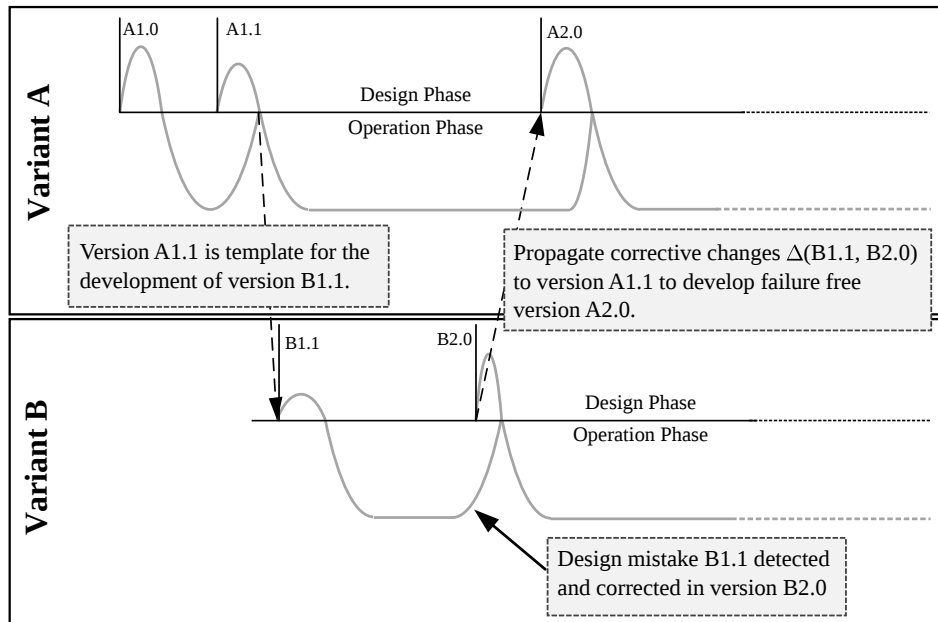 Variant A
A1.0
A1.1
A2.0
Design Phase
Operation Phase
Version A1.1 is template for the
development of version B1.1.
Propagate corrective changes Δ(B1.1, B2.0)
to version A1.1 to develop failure free
version A2.0.
Variant B
B1.1
B2.0
Design Phase
Operation Phase
Design mistake B1.1 detected
and corrected in version B2.0